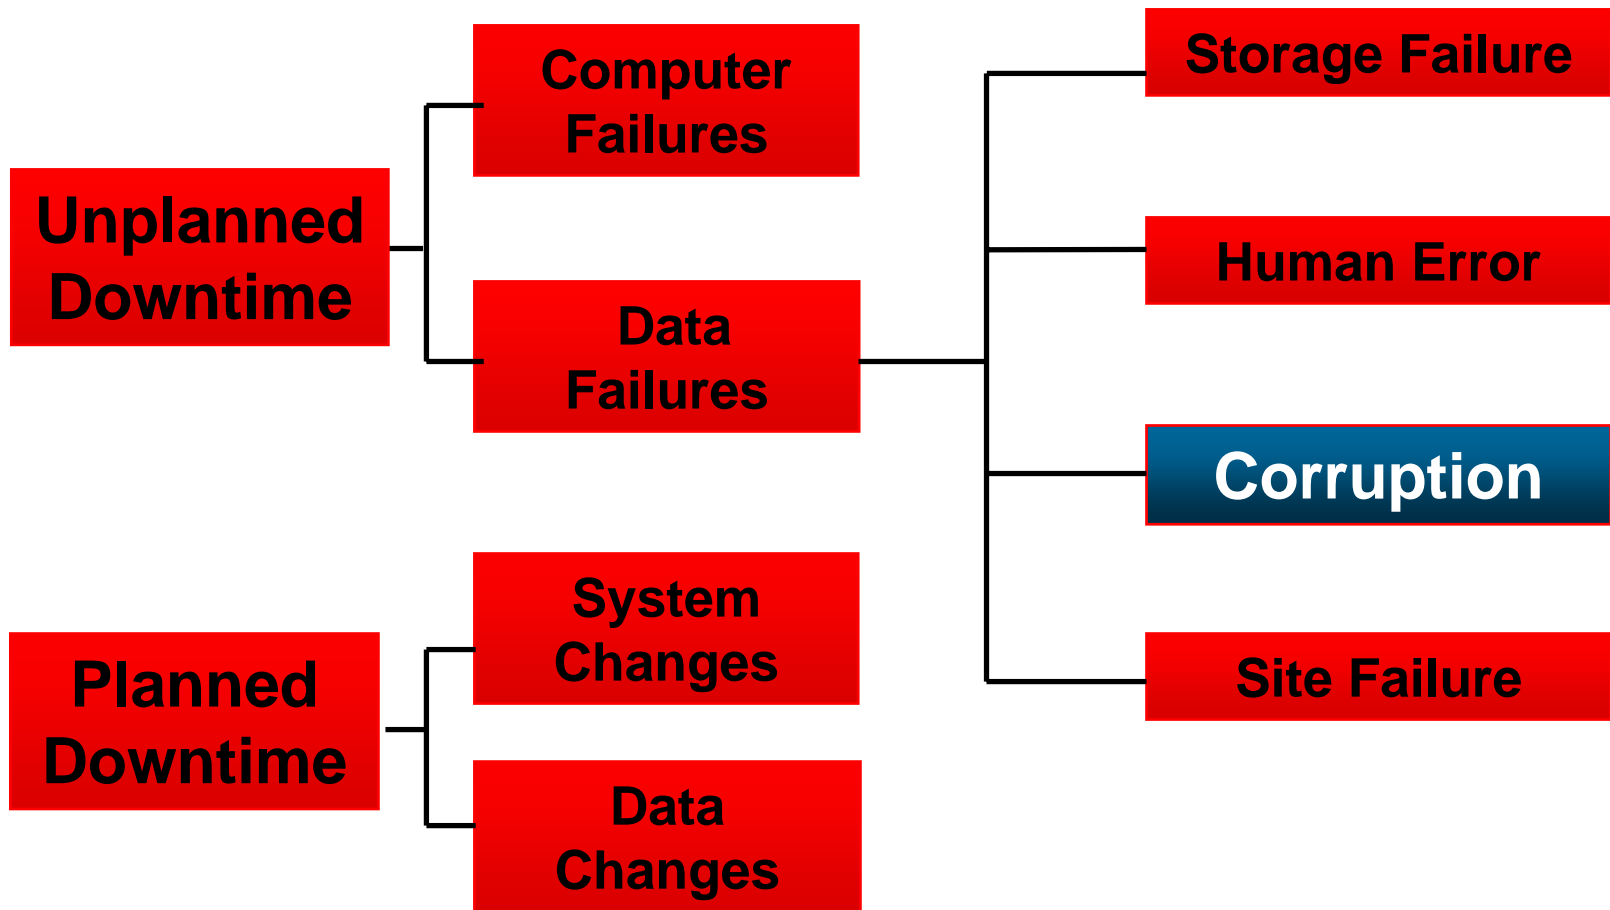 Unplanned
Downtime
Computer
Failures
Data
Failures
Storage Failure
Human Error
Corruption
Site Failure
Planned
Downtime
System
Changes
Data
Changes